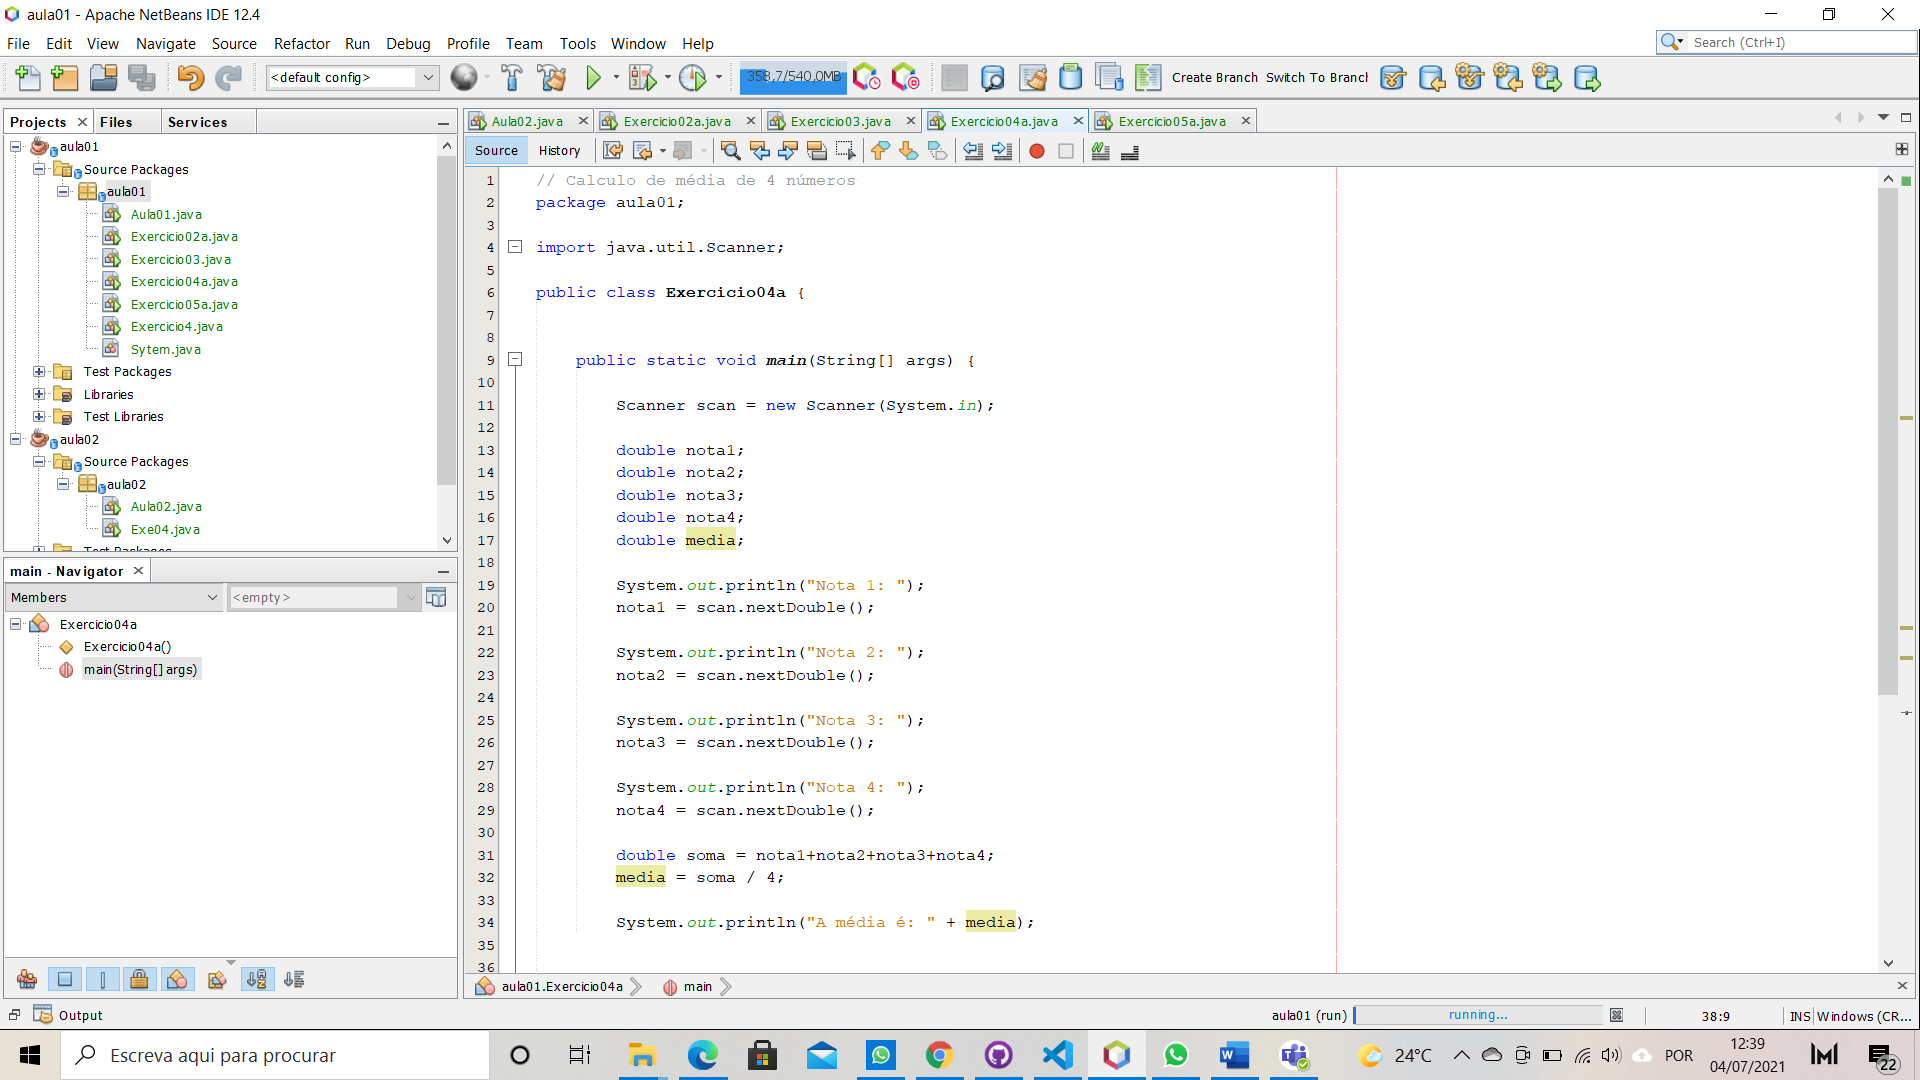 aula01 - Apache NetBeans IDE 12.4
File Edit View Navigate Source Refactor Run Debug Profile Team Tools Window Help
Search (Ctrl+I)
<default config>
358,7/540,0MB
Create Branch Switch To Branch
Projects Files Services
aula01
Source Packages
aula01
Aula01.java
Exercicio02a.java
Exercicio03.java
Exercicio04a.java
Exercicio05a.java
Exercicio4.java
Sytem.java
Test Packages
Libraries
Test Libraries
aula02
Source Packages
aula02
Aula02.java
Exe04.java
Test Packages
main - Navigator
Members
<empty>
Exercicio04a
Exercicio04a()
main(String[] args)
Aula02.java Exercicio02a.java Exercicio03.java Exercicio04a.java Exercicio05a.java
Source History
1 // Calculo de média de 4 números
2 package aula01;
3
4 import java.util.Scanner;
5
6 public class Exercicio04a {
7
8
9 public static void main(String[] args) {
10
11 Scanner scan = new Scanner(System.in);
12
13 double nota1;
14 double nota2;
15 double nota3;
16 double nota4;
17 double media;
18
19 System.out.println("Nota 1: ");
20 nota1 = scan.nextDouble();
21
22 System.out.println("Nota 2: ");
23 nota2 = scan.nextDouble();
24
25 System.out.println("Nota 3: ");
26 nota3 = scan.nextDouble();
27
28 System.out.println("Nota 4: ");
29 nota4 = scan.nextDouble();
30
31 double soma = nota1+nota2+nota3+nota4;
32 media = soma / 4;
33
34 System.out.println("A média é: " + media);
35
36
aula01.Exercicio04a main
Output
aula01 (run) running... 38:9 INS Windows (CR...
Escreva aqui para procurar
24°C
POR
12:39
04/07/2021
22